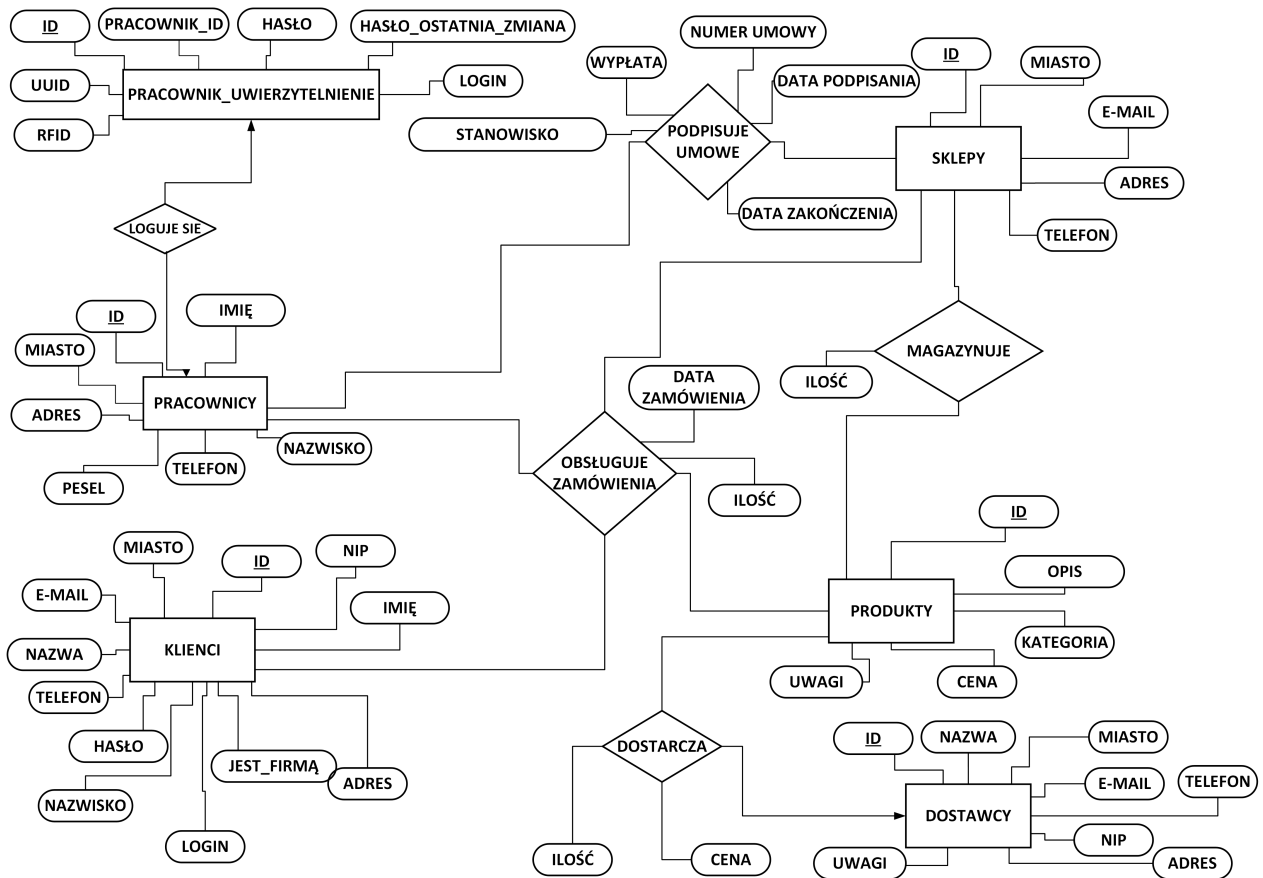 ID
PRACOWNIK_ID
HASŁO
HASŁO_OSTATNIA_ZMIANA
UUID
PRACOWNIK_UWIERZYTELNIENIE
LOGIN
RFID
LOGUJE SIE
NUMER UMOWY
WYPŁATA
DATA PODPISANIA
STANOWISKO
PODPISUJE
UMOWE
DATA ZAKOŃCZENIA
ID
MIASTO
E-MAIL
SKLEPY
ADRES
TELEFON
ID
IMIĘ
MIASTO
PRACOWNICY
ADRES
NAZWISKO
TELEFON
PESEL
MAGAZYNUJE
ILOŚĆ
DATA
ZAMÓWIENIA
OBSŁUGUJE
ZAMÓWIENIA
ILOŚĆ
MIASTO
ID
NIP
E-MAIL
IMIĘ
KLIENCI
NAZWA
TELEFON
HASŁO
JEST_FIRMĄ
ADRES
NAZWISKO
LOGIN
ID
OPIS
PRODUKTY
KATEGORIA
UWAGI
CENA
DOSTARCZA
ILOŚĆ
CENA
ID
NAZWA
MIASTO
E-MAIL
TELEFON
DOSTAWCY
NIP
UWAGI
ADRES